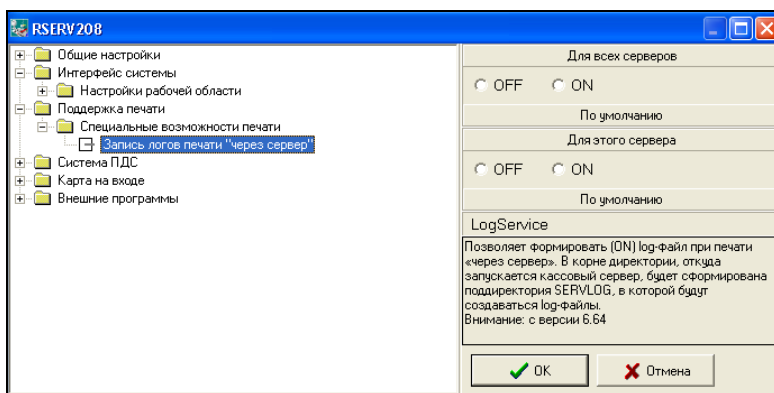 RSERV208
Общие настройки
Интерфейс системы
Настройки рабочей области
Поддержка печати
Специальные возможности печати
Запись логов печати "через сервер"
Система ПДС
Карта на входе
Внешние программы
Для всех серверов
OFF ON
По умолчанию
Для этого сервера
OFF ON
По умолчанию
LogService
Позволяет формировать (ON) log-файл при печати
«через сервер». В корне директории, откуда
запускается кассовый сервер, будет сформирована
поддиректория SERVLOG, в которой будут
создаваться log-файлы.
Внимание: с версии 6.64
OK Отмена